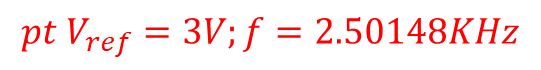 pt V_ref = 3V; f = 2.50148KHz